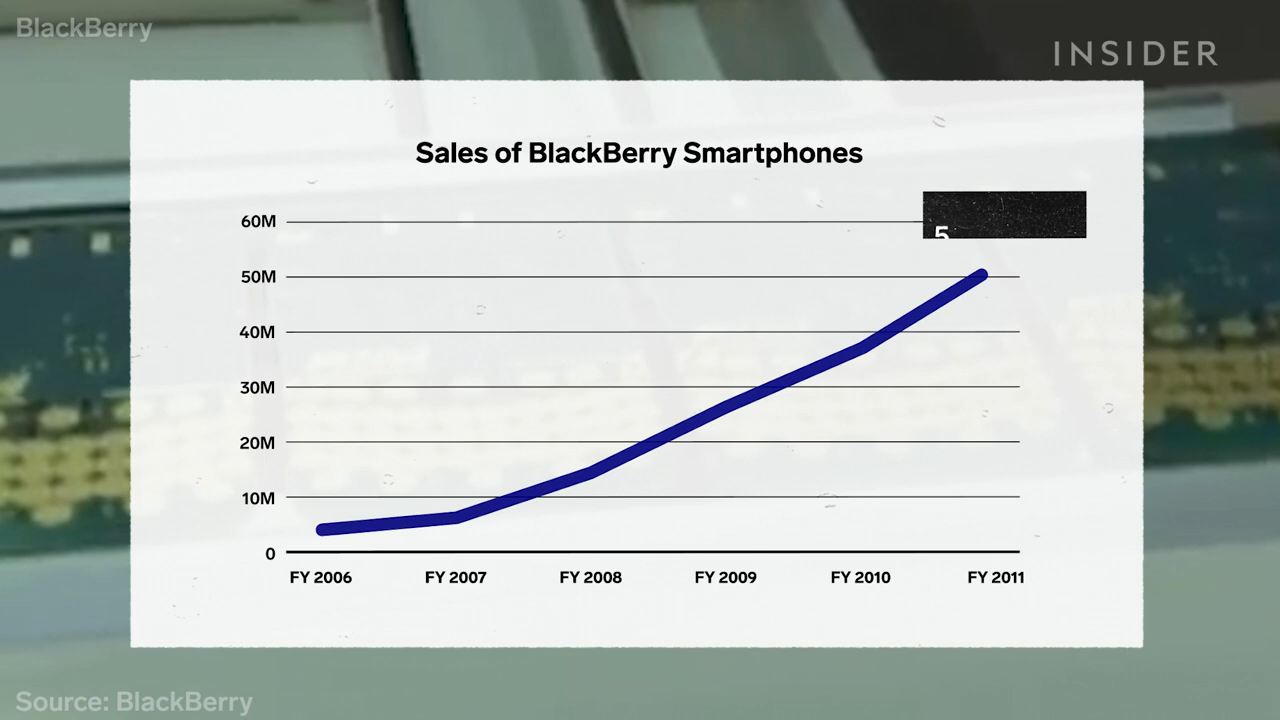 BlackBerry
INSIDER
Sales of BlackBerry Smartphones
60M
5
50M
40M
30M
20M
10M
0
FY 2006 FY 2007 FY 2008 FY 2009 FY 2010 FY 2011
Source: BlackBerry